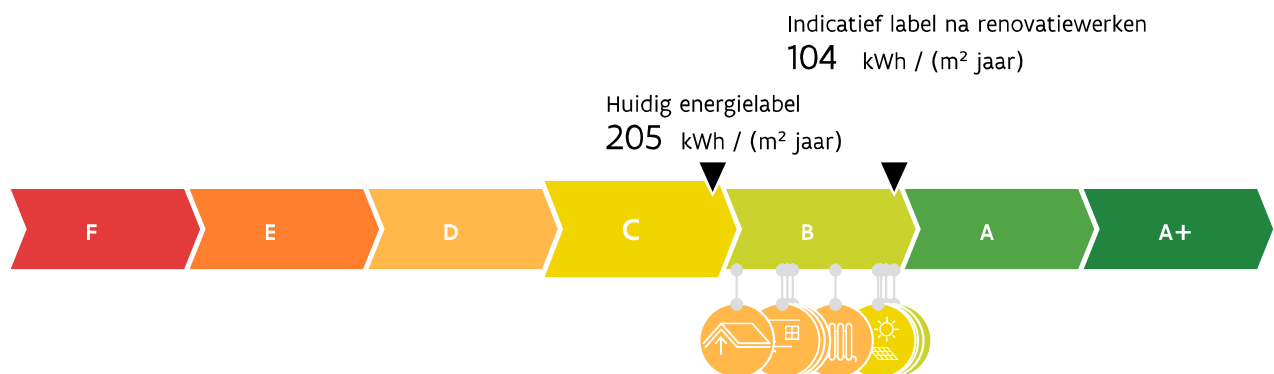 Indicatief label na renovatiewerken
104 kWh / (m² jaar)
Huidig energielabel
205 kWh / (m² jaar)
F E D C B A A+